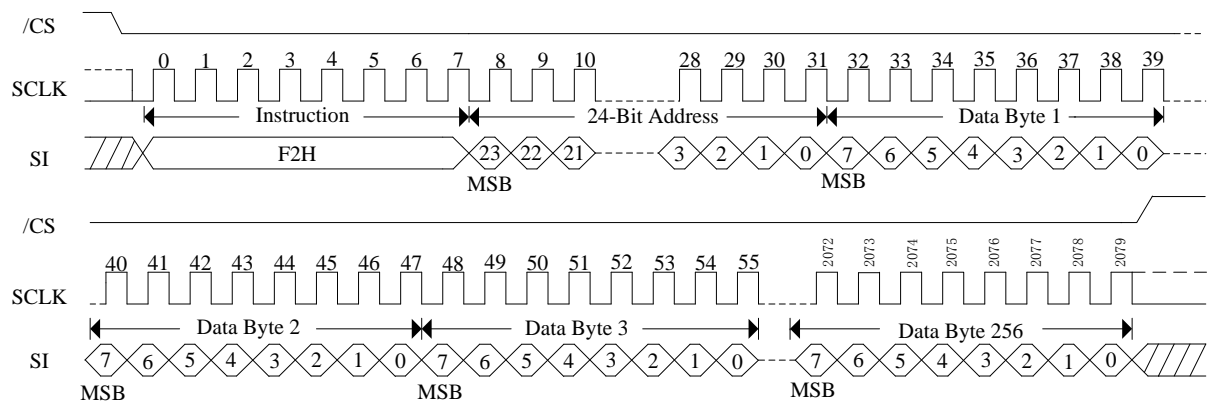 /CS
0 1 2 3 4 5 6 7 8 9 10 28 29 30 31 32 33 34 35 36 37 38 39
SCLK
Instruction 24-Bit Address Data Byte 1
SI F2H 23 22 21 3 2 1 0 7 6 5 4 3 2 1 0
MSB MSB
/CS
40 41 42 43 44 45 46 47 48 49 50 51 52 53 54 55 2072 2073 2074 2075 2076 2077 2078 2079
SCLK
Data Byte 2 Data Byte 3 Data Byte 256
SI 7 6 5 4 3 2 1 0 7 6 5 4 3 2 1 0 7 6 5 4 3 2 1 0
MSB MSB MSB